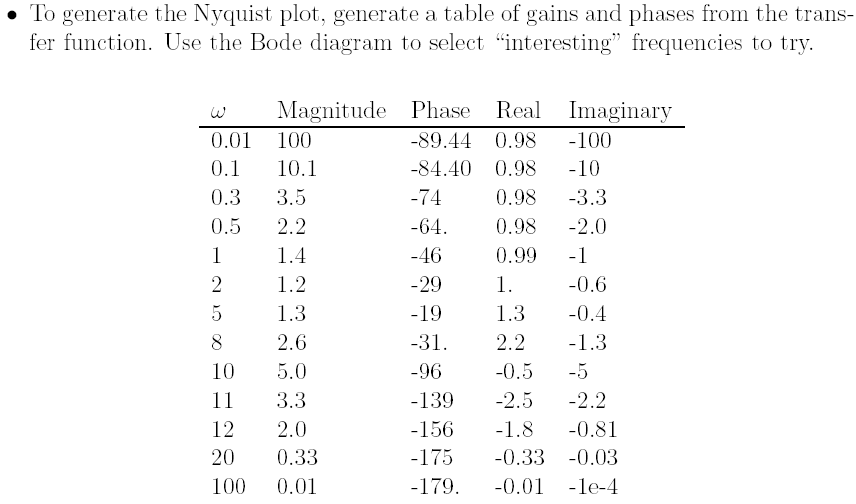 • To generate the Nyquist plot, generate a table of gains and phases from the trans-
fer function. Use the Bode diagram to select “interesting” frequencies to try.
ω Magnitude Phase Real Imaginary
0.01 100 -89.44 0.98 -100
0.1 10.1 -84.40 0.98 -10
0.3 3.5 -74 0.98 -3.3
0.5 2.2 -64. 0.98 -2.0
1 1.4 -46 0.99 -1
2 1.2 -29 1. -0.6
5 1.3 -19 1.3 -0.4
8 2.6 -31. 2.2 -1.3
10 5.0 -96 -0.5 -5
11 3.3 -139 -2.5 -2.2
12 2.0 -156 -1.8 -0.81
20 0.33 -175 -0.33 -0.03
100 0.01 -179. -0.01 -1e-4